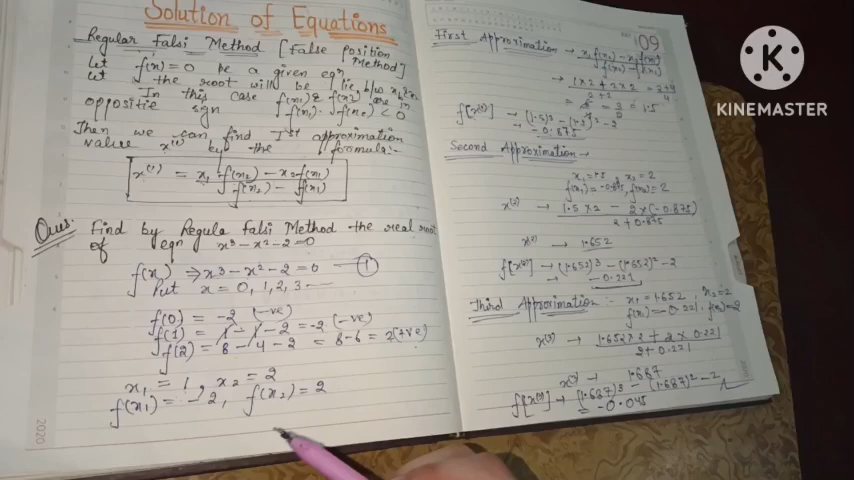 Solution of Equations
Regular Falsi Method [False position Method]
Let f(x)=0 be a given eqn
let the root will be lie b/w x₁ & x₂
In this case f(x₁) & f(x₂) are in
opposite sgn f(x₁)·f(x₂) < 0
Then we can find Ist approximation
value x⁽¹⁾ by the formula:-
x⁽¹⁾ = x₁ f(x₂) - x₂ f(x₁)
f(x₂) - f(x₁)
Ques. Find by Regula Falsi Method the real root
of eqn x³-x²-2=0
f(x) ⇒ x³-x²-2=0 — ①
Put x = 0, 1, 2, 3 ---
f(0) = -2 (-ve)
f(1) = 1 - 1 - 2 = -2 (-ve)
f(2) = 8 - 4 - 2 = 8-6 = 2 (+ve)
x₁ = 1, x₂ = 2
f(x₁) = -2, f(x₂) = 2
2020
109
First Approximation → x₁f(x₂) - x₂f(x₁)
f(x₂) - f(x₁)
→ 1×2 + 2×2
2+2
= 3 = 1.5
f[x⁽¹⁾] → (1.5)³ - (1.5)² - 2
→ -0.875
Second Approximation -
x₁=1.5 x₂=2
f(x₁)=-0.875, f(x₂)=2
x⁽²⁾ → 1.5×2 - 2×(-0.875)
2+0.875
x⁽²⁾ → 1.652
f[x⁽²⁾] → (1.652)³ - (1.652)² - 2
→ -0.221
Third Approximation :- x₁=1.652 x₂=2
f(x₁)=-0.221, f(x₂)=2
x⁽³⁾ → 1.652×2 + 2×0.221
2+0.221
x⁽³⁾ → 1.687
f[x⁽³⁾] → (1.687)³ - (1.687)² - 2
= -0.045
KINEMASTER